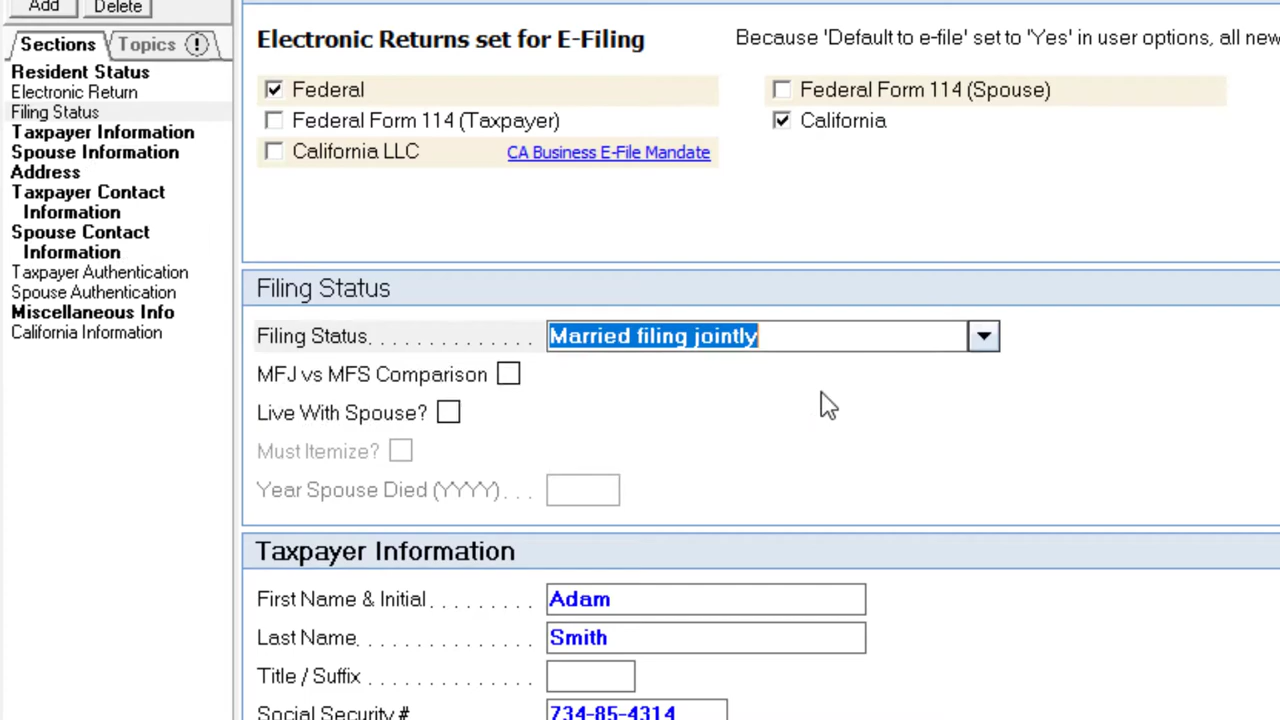 Add Delete
Sections Topics
Resident Status
Electronic Return
Filing Status
Taxpayer Information
Spouse Information
Address
Taxpayer Contact
Information
Spouse Contact
Information
Taxpayer Authentication
Spouse Authentication
Miscellaneous Info
California Information
Electronic Returns set for E-Filing
Because 'Default to e-file' set to 'Yes' in user options, all new
Federal
Federal Form 114 (Spouse)
Federal Form 114 (Taxpayer)
California
California LLC CA Business E-File Mandate
Filing Status
Filing Status. . . . . . . . . . . . . . Married filing jointly
MFJ vs MFS Comparison
Live With Spouse?
Must Itemize?
Year Spouse Died (YYYY) . . .
Taxpayer Information
First Name & Initial . . . . . . . . . Adam
Last Name. . . . . . . . . . . . . . . Smith
Title / Suffix . . . . . . . . . . . . . .
Social Security # 734-85-4314